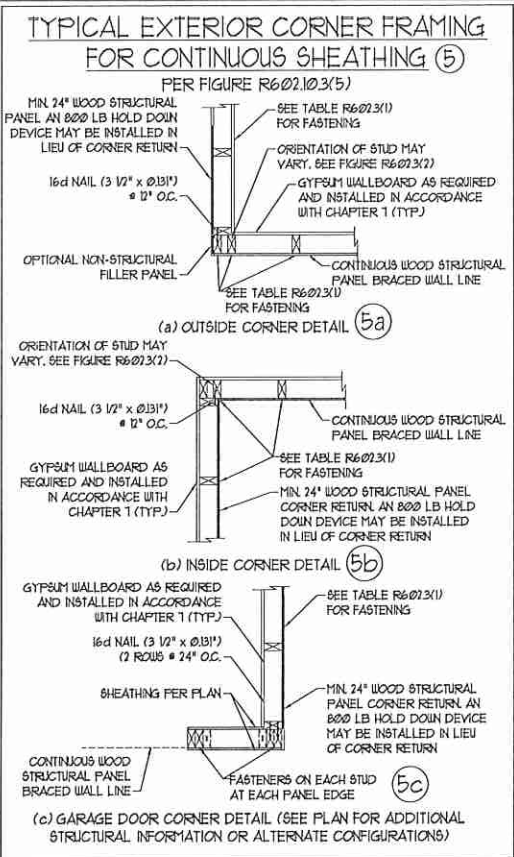 TYPICAL EXTERIOR CORNER FRAMING
FOR CONTINUOUS SHEATHING 5
PER FIGURE R602.10.3(5)
MIN. 24" WOOD STRUCTURAL
PANEL AN 800 LB HOLD DOWN
DEVICE MAY BE INSTALLED IN
LIEU OF CORNER RETURN
16d NAIL (3 1/2" x Ø.131")
@ 12" O.C.
OPTIONAL NON-STRUCTURAL
FILLER PANEL
SEE TABLE R602.3(1)
FOR FASTENING
ORIENTATION OF STUD MAY
VARY. SEE FIGURE R602.3(2)
GYPSUM WALLBOARD AS REQUIRED
AND INSTALLED IN ACCORDANCE
WITH CHAPTER 7 (TYP.)
CONTINUOUS WOOD STRUCTURAL
PANEL BRACED WALL LINE
SEE TABLE R602.3(1)
FOR FASTENING
(a) OUTSIDE CORNER DETAIL 5a
ORIENTATION OF STUD MAY
VARY. SEE FIGURE R602.3(2)
16d NAIL (3 1/2" x Ø.131")
@ 12" O.C.
GYPSUM WALLBOARD AS
REQUIRED AND INSTALLED
IN ACCORDANCE WITH
CHAPTER 7 (TYP.)
CONTINUOUS WOOD STRUCTURAL
PANEL BRACED WALL LINE
SEE TABLE R602.3(1)
FOR FASTENING
MIN. 24" WOOD STRUCTURAL PANEL
CORNER RETURN. AN 800 LB HOLD
DOWN DEVICE MAY BE INSTALLED
IN LIEU OF CORNER RETURN
(b) INSIDE CORNER DETAIL 5b
GYPSUM WALLBOARD AS REQUIRED
AND INSTALLED IN ACCORDANCE
WITH CHAPTER 7 (TYP.)
16d NAIL (3 1/2" x Ø.131")
(2 ROWS @ 24" O.C.
SHEATHING PER PLAN
CONTINUOUS WOOD
STRUCTURAL PANEL
BRACED WALL LINE
SEE TABLE R602.3(1)
FOR FASTENING
MIN. 24" WOOD STRUCTURAL
PANEL CORNER RETURN. AN
800 LB HOLD DOWN DEVICE
MAY BE INSTALLED IN LIEU
OF CORNER RETURN
FASTENERS ON EACH STUD
AT EACH PANEL EDGE
5c
(c) GARAGE DOOR CORNER DETAIL (SEE PLAN FOR ADDITIONAL
STRUCTURAL INFORMATION OR ALTERNATE CONFIGURATIONS)